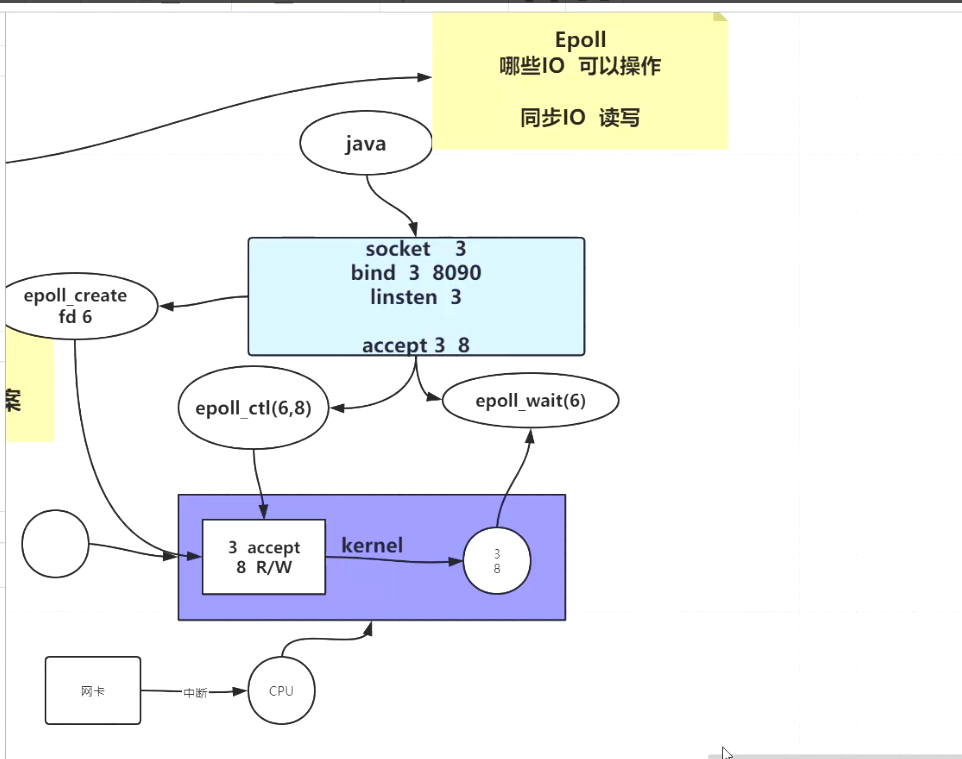 Epoll
哪些IO 可以操作
同步IO 读写
java
socket 3
bind 3 8090
linsten 3
accept 3 8
epoll_create
fd 6
案
epoll_ctl(6,8)
epoll_wait(6)
3 accept
8 R/W
kernel
3
8
网卡
中断
CPU